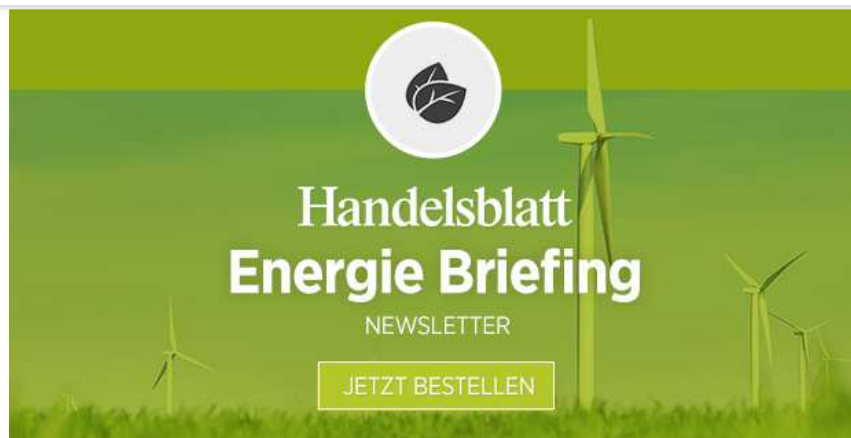 Handelsblatt
Energie Briefing
NEWSLETTER
JETZT BESTELLEN